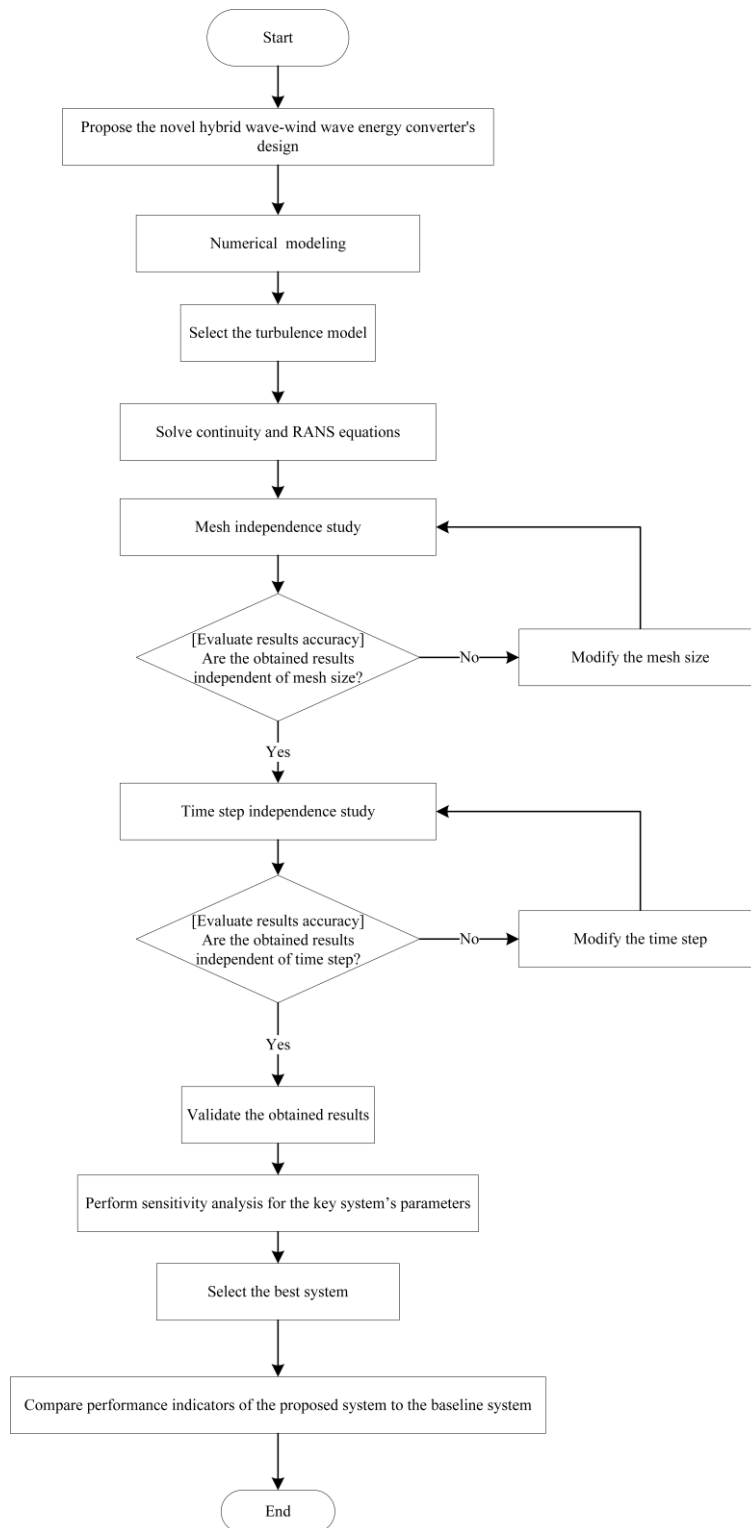 Start
Propose the novel hybrid wave-wind wave energy converter's
design
Numerical modeling
Select the turbulence model
Solve continuity and RANS equations
Mesh independence study
[Evaluate results accuracy]
Are the obtained results
independent of mesh size?
No
Modify the mesh size
Yes
Time step independence study
[Evaluate results accuracy]
Are the obtained results
independent of time step?
No
Modify the time step
Yes
Validate the obtained results
Perform sensitivity analysis for the key system’s parameters
Select the best system
Compare performance indicators of the proposed system to the baseline system
End